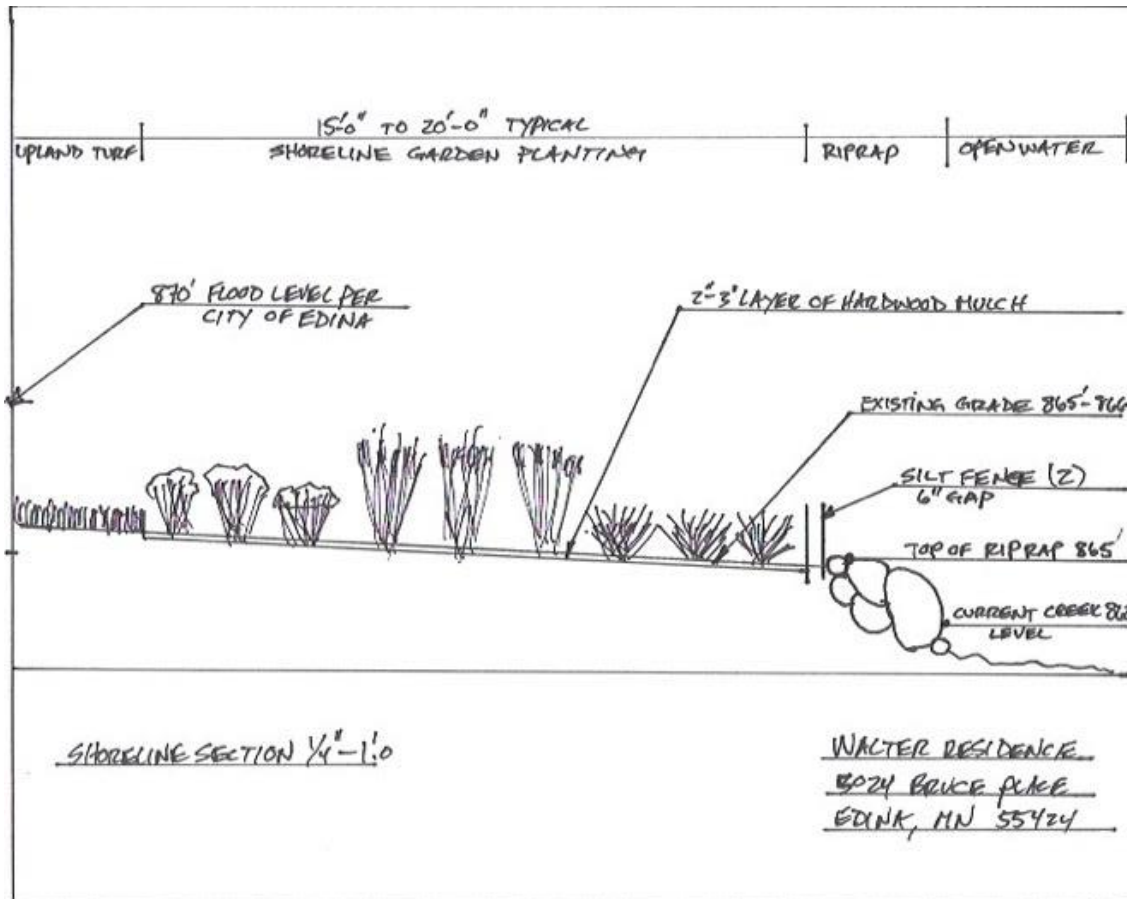 15'-0" TO 20'-0" TYPICAL
UPLAND TURF
SHORELINE GARDEN PLANTING
RIPRAP
OPEN WATER
870' FLOOD LEVEL PER
CITY OF EDINA
2"-3" LAYER OF HARDWOOD MULCH
EXISTING GRADE 865'-866
SILT FENCE (2)
6" GAP
TOP OF RIPRAP 865'
CURRENT CREEK
LEVEL
SHORELINE SECTION 1/4"-1'.0
WALTER RESIDENCE
5024 BRUCE PLACE
EDINA, MN 55424